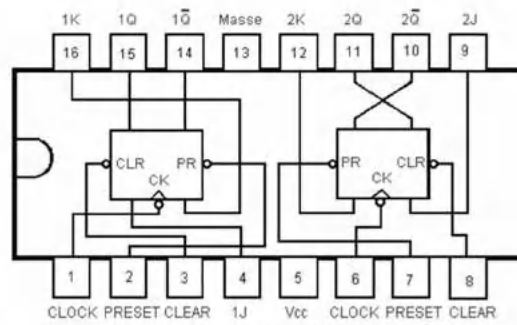 1K 1Q 1Q̅ Masse 2K 2Q 2Q̅ 2J
16 15 14 13 12 11 10 9
CLR PR PR CLR
CK CK
1 2 3 4 5 6 7 8
CLOCK PRESET CLEAR 1J Vcc CLOCK PRESET CLEAR